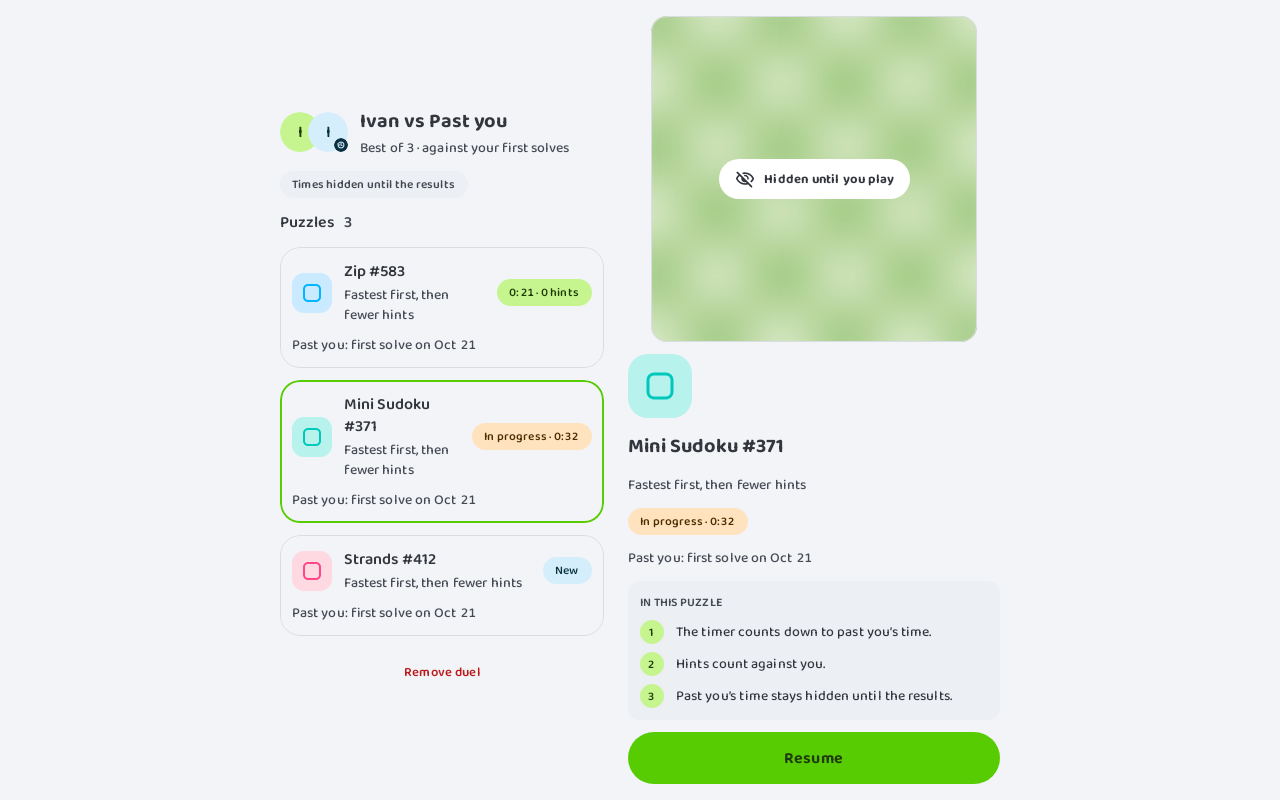 I
I
Ivan vs Past you
Best of 3 · against your first solves
Times hidden until the results
Puzzles 3
Zip #583
Fastest first, then
fewer hints
0:21 · 0 hints
Past you: first solve on Oct 21
Mini Sudoku
#371
Fastest first, then
fewer hints
In progress · 0:32
Past you: first solve on Oct 21
Strands #412
Fastest first, then fewer hints
New
Past you: first solve on Oct 21
Remove duel
Hidden until you play
Mini Sudoku #371
Fastest first, then fewer hints
In progress · 0:32
Past you: first solve on Oct 21
IN THIS PUZZLE
1 The timer counts down to past you's time.
2 Hints count against you.
3 Past you's time stays hidden until the results.
Resume